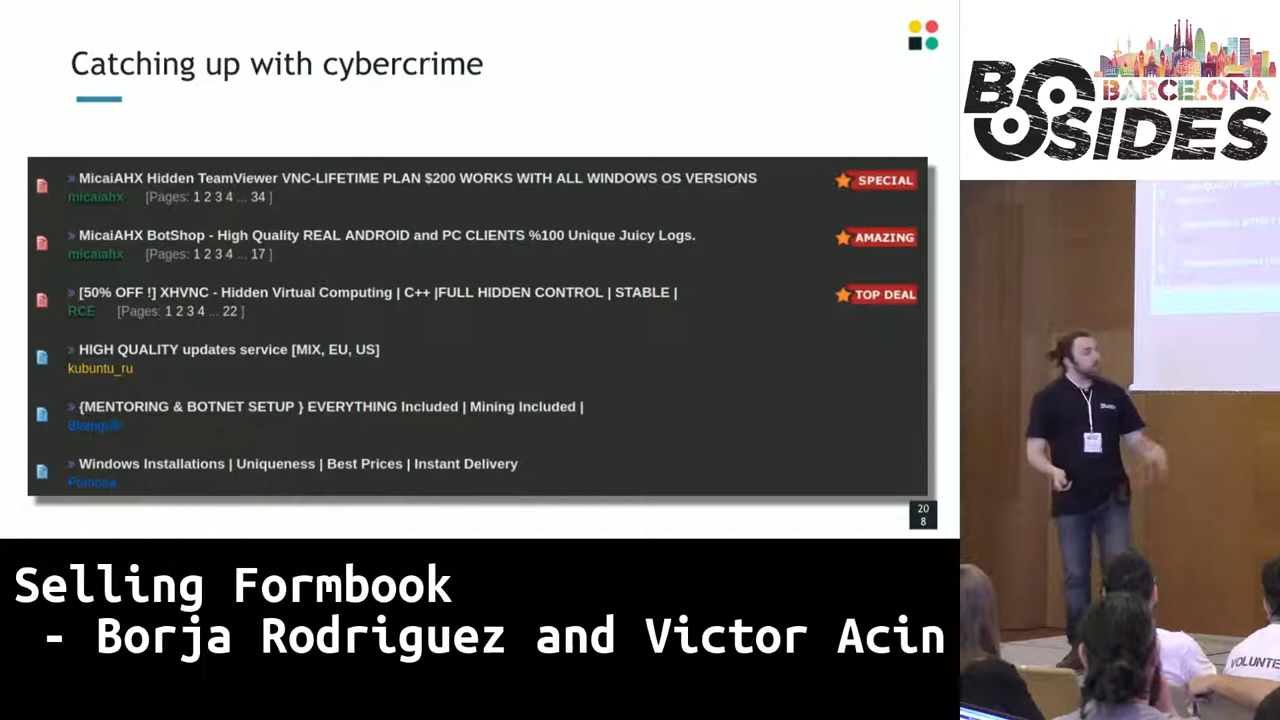 Catching up with cybercrime
» MicaiAHX Hidden TeamViewer VNC-LIFETIME PLAN $200 WORKS WITH ALL WINDOWS OS VERSIONS
SPECIAL
micaiahx [Pages: 1 2 3 4 ... 34 ]
» MicaiAHX BotShop - High Quality REAL ANDROID and PC CLIENTS %100 Unique Juicy Logs.
AMAZING
micaiahx [Pages: 1 2 3 4 ... 17 ]
» [50% OFF !] XHVNC - Hidden Virtual Computing | C++ |FULL HIDDEN CONTROL | STABLE |
TOP DEAL
RCE [Pages: 1 2 3 4 ... 22 ]
» HIGH QUALITY updates service [MIX, EU, US]
kubuntu_ru
» {MENTORING & BOTNET SETUP } EVERYTHING Included | Mining Included |
» Windows Installations | Uniqueness | Best Prices | Instant Delivery
20
8
Selling Formbook
- Borja Rodriguez and Victor Acin
BSIDES
BARCELONA
VOLUNTE